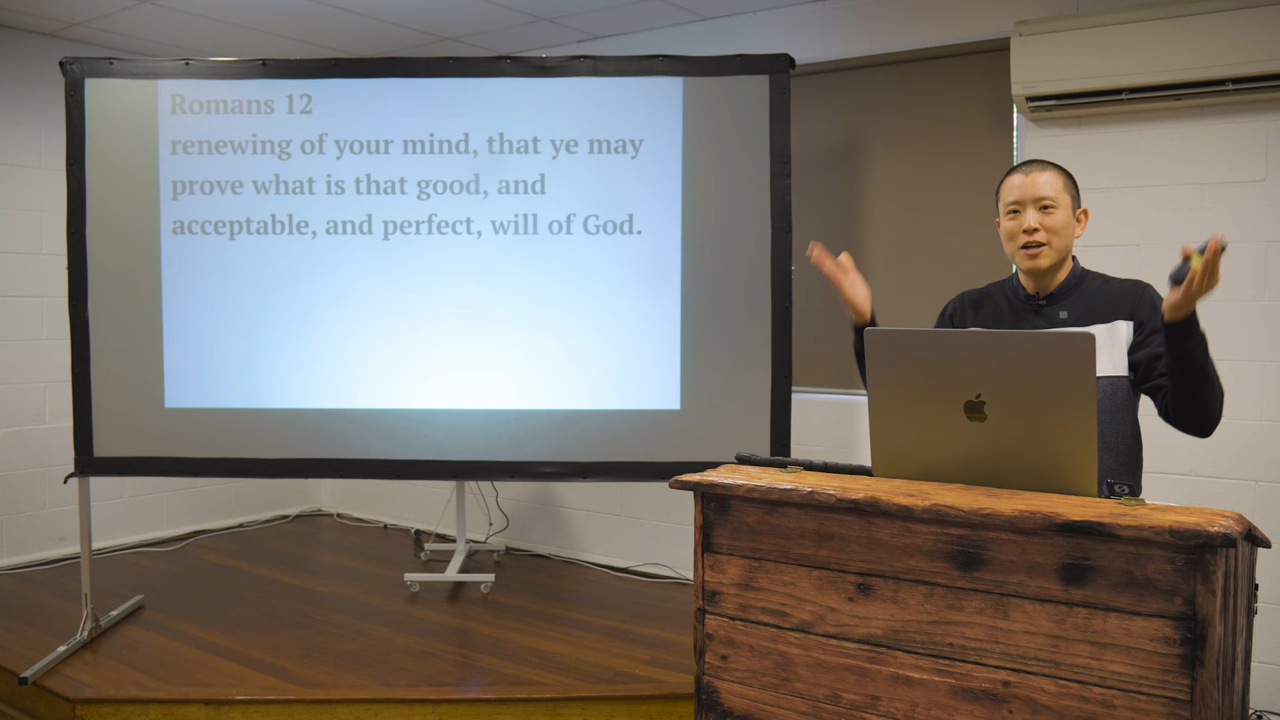 Romans 12
renewing of your mind, that ye may
prove what is that good, and
acceptable, and perfect, will of God.